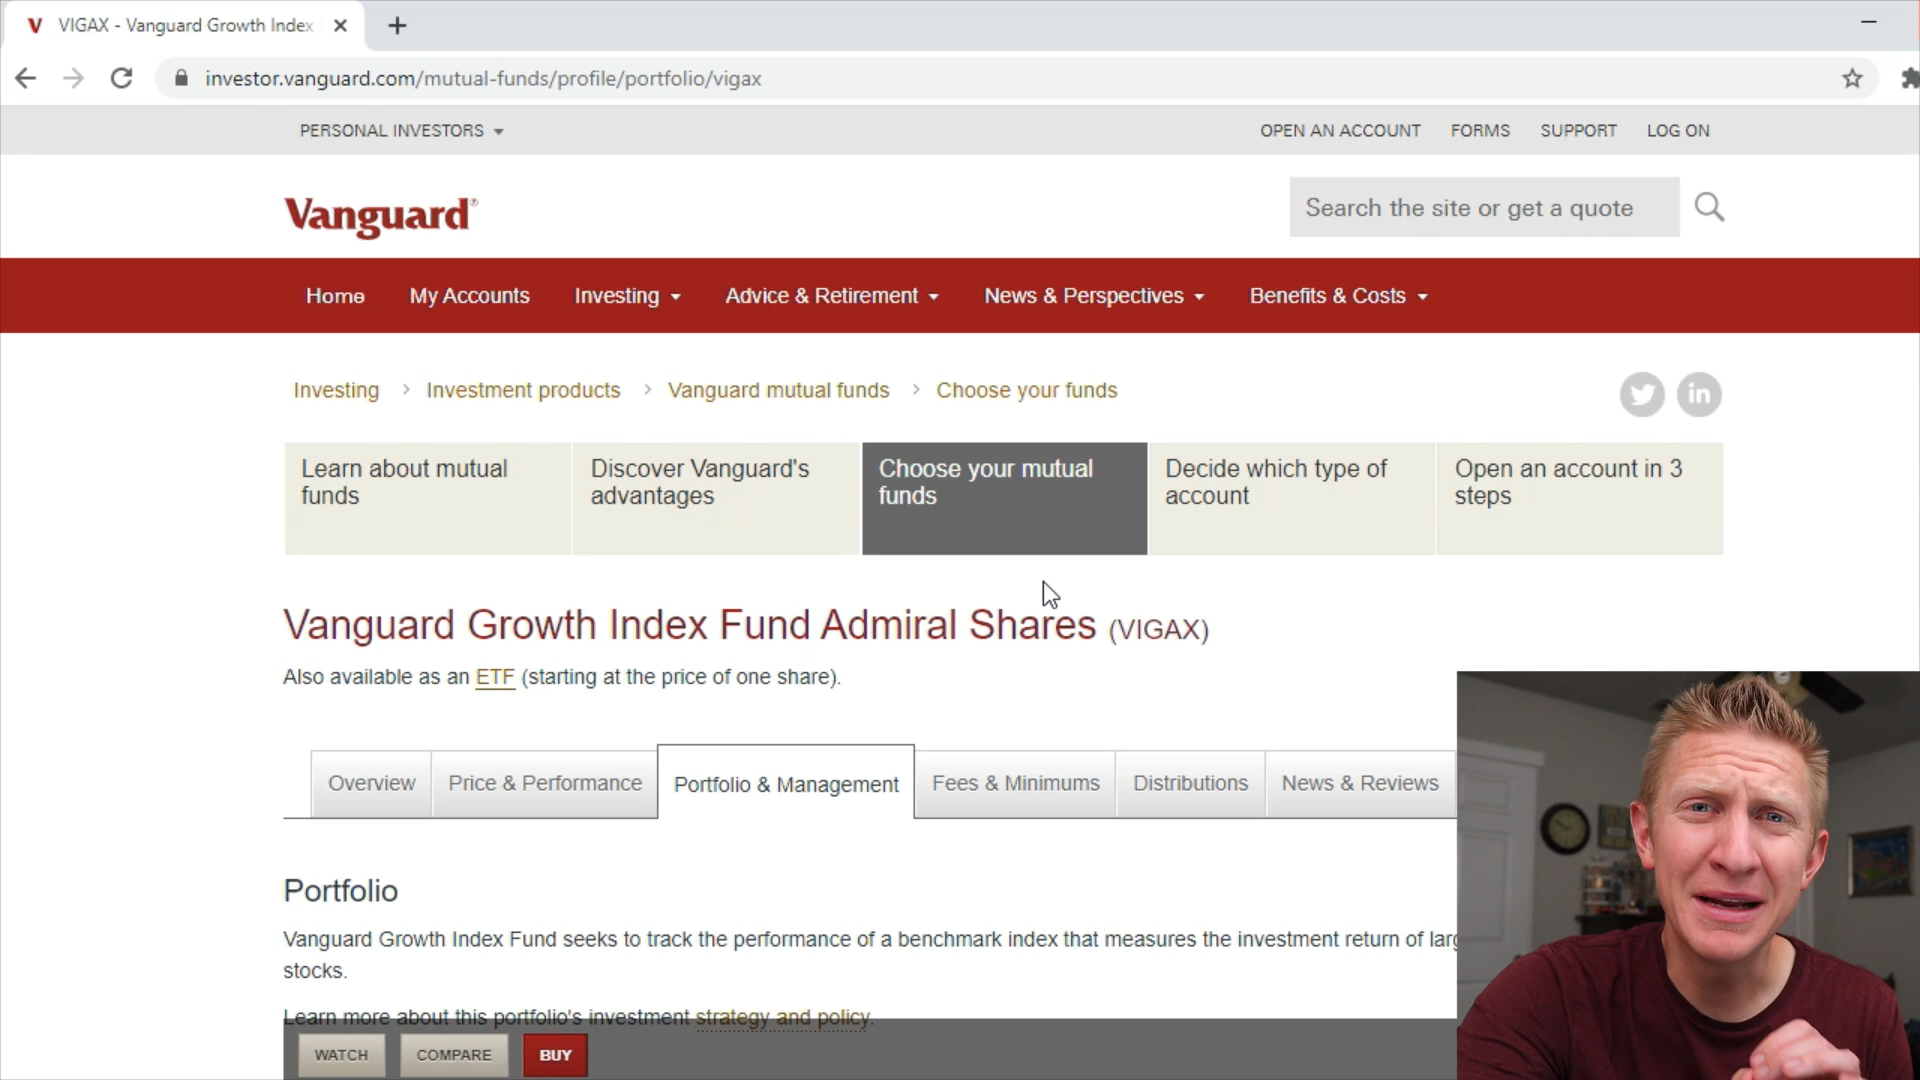 VIGAX - Vanguard Growth Index
investor.vanguard.com/mutual-funds/profile/portfolio/vigax
PERSONAL INVESTORS
OPEN AN ACCOUNT FORMS SUPPORT LOG ON
Vanguard®
Search the site or get a quote
Home My Accounts Investing Advice & Retirement News & Perspectives Benefits & Costs
Investing > Investment products > Vanguard mutual funds > Choose your funds
in
Learn about mutual
funds
Discover Vanguard's
advantages
Choose your mutual
funds
Decide which type of
account
Open an account in 3
steps
Vanguard Growth Index Fund Admiral Shares (VIGAX)
Also available as an ETF (starting at the price of one share).
Overview Price & Performance Portfolio & Management Fees & Minimums Distributions News & Reviews
Portfolio
Vanguard Growth Index Fund seeks to track the performance of a benchmark index that measures the investment return of
stocks.
Learn more about this portfolio's investment strategy and policy.
WATCH COMPARE BUY